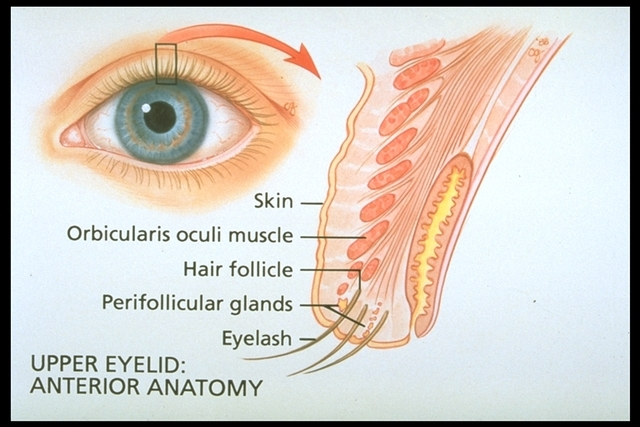 Skin
Orbicularis oculi muscle
Hair follicle
Perifollicular glands
Eyelash
UPPER EYELID:
ANTERIOR ANATOMY